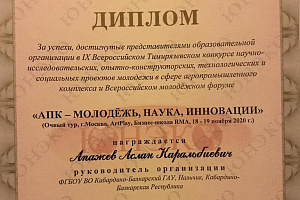 ДИПЛОМ
За успехи, достигнутые представителями образовательной
организации в IX Всероссийском Тимирязевском конкурсе научно-
исследовательских, опытно-конструкторских, технологических и
социальных проектов молодежи в сфере агропромышленного
комплекса и Всероссийском молодёжном форуме
«АПК – МОЛОДЁЖЬ, НАУКА, ИННОВАЦИИ»
(Очный тур, г.Москва, ArtPlay, Бизнес-школа RMA, 18 - 19 ноября 2020 г.)
награждается
Апажев Аслан Каральбиевич
руководитель организации
ФГБОУ ВО Кабардино-Балкарский ГАУ, Нальчик, Кабардино-
Балкарская Республика